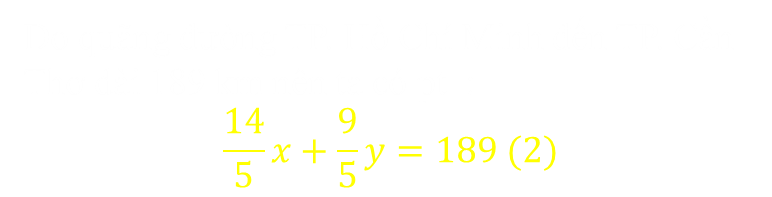 14/5 x + 9/5 y = 189 (2)